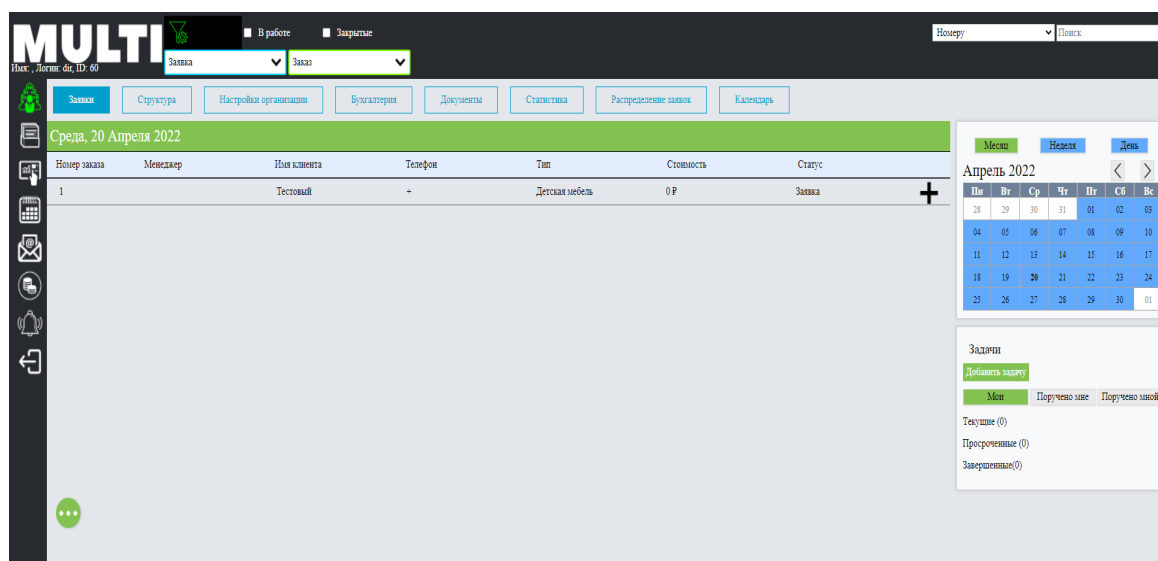 MULTI
Имя: , Логин: dir, ID: 60
В работе Закрытые
Заявка Заказ
Номеру Поиск
Заявки Структура Настройки организации Бухгалтерия Документы Статистика Распределение заявок Календарь
Среда, 20 Апреля 2022
Номер заказа Менеджер Имя клиента Телефон Тип Стоимость Статус
1 Тестовый + Детская мебель 0 ₽ Заявка
Месяц Неделя День
Апрель 2022
Пн Вт Ср Чт Пт Сб Вс
28 29 30 31 01 02 03
04 05 06 07 08 09 10
11 12 13 14 15 16 17
18 19 20 21 22 23 24
25 26 27 28 29 30 01
Задачи
Добавить задачу
Мои Поручено мне Поручено мной
Текущие (0)
Просроченные (0)
Завершенные(0)